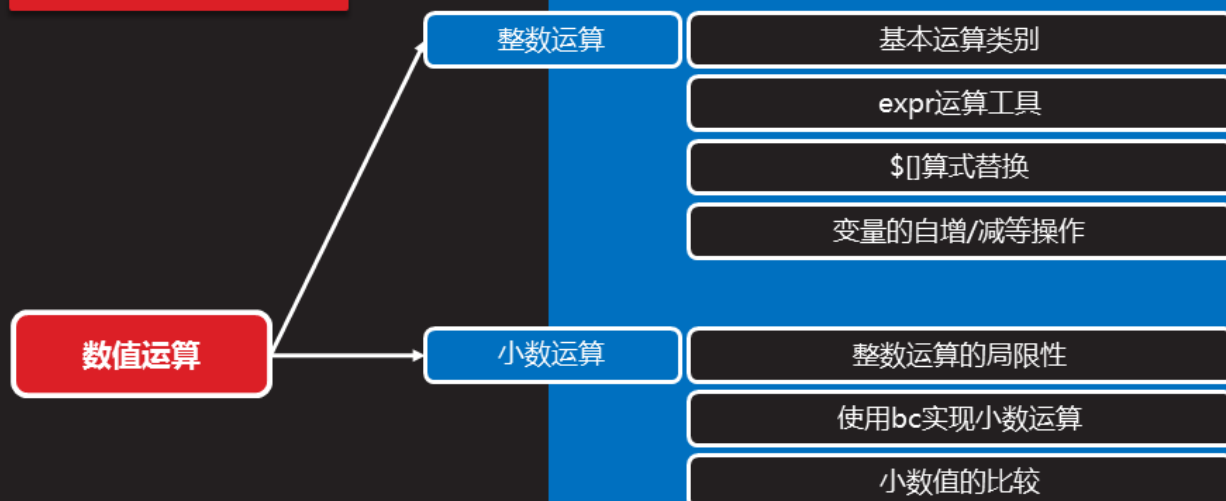 整数运算
基本运算类别
expr运算工具
$[]算式替换
变量的自增/减等操作
数值运算
小数运算
整数运算的局限性
使用bc实现小数运算
小数值的比较